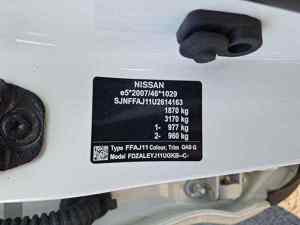 NISSAN
e5*2007/46*1029
SJNFFAJ11U2614163
1870 kg
3170 kg
1- 977 kg
2- 960 kg
Type FFAJ11 Colour, Trim QAB G
Model FDZALEYJ11UGKB--C-